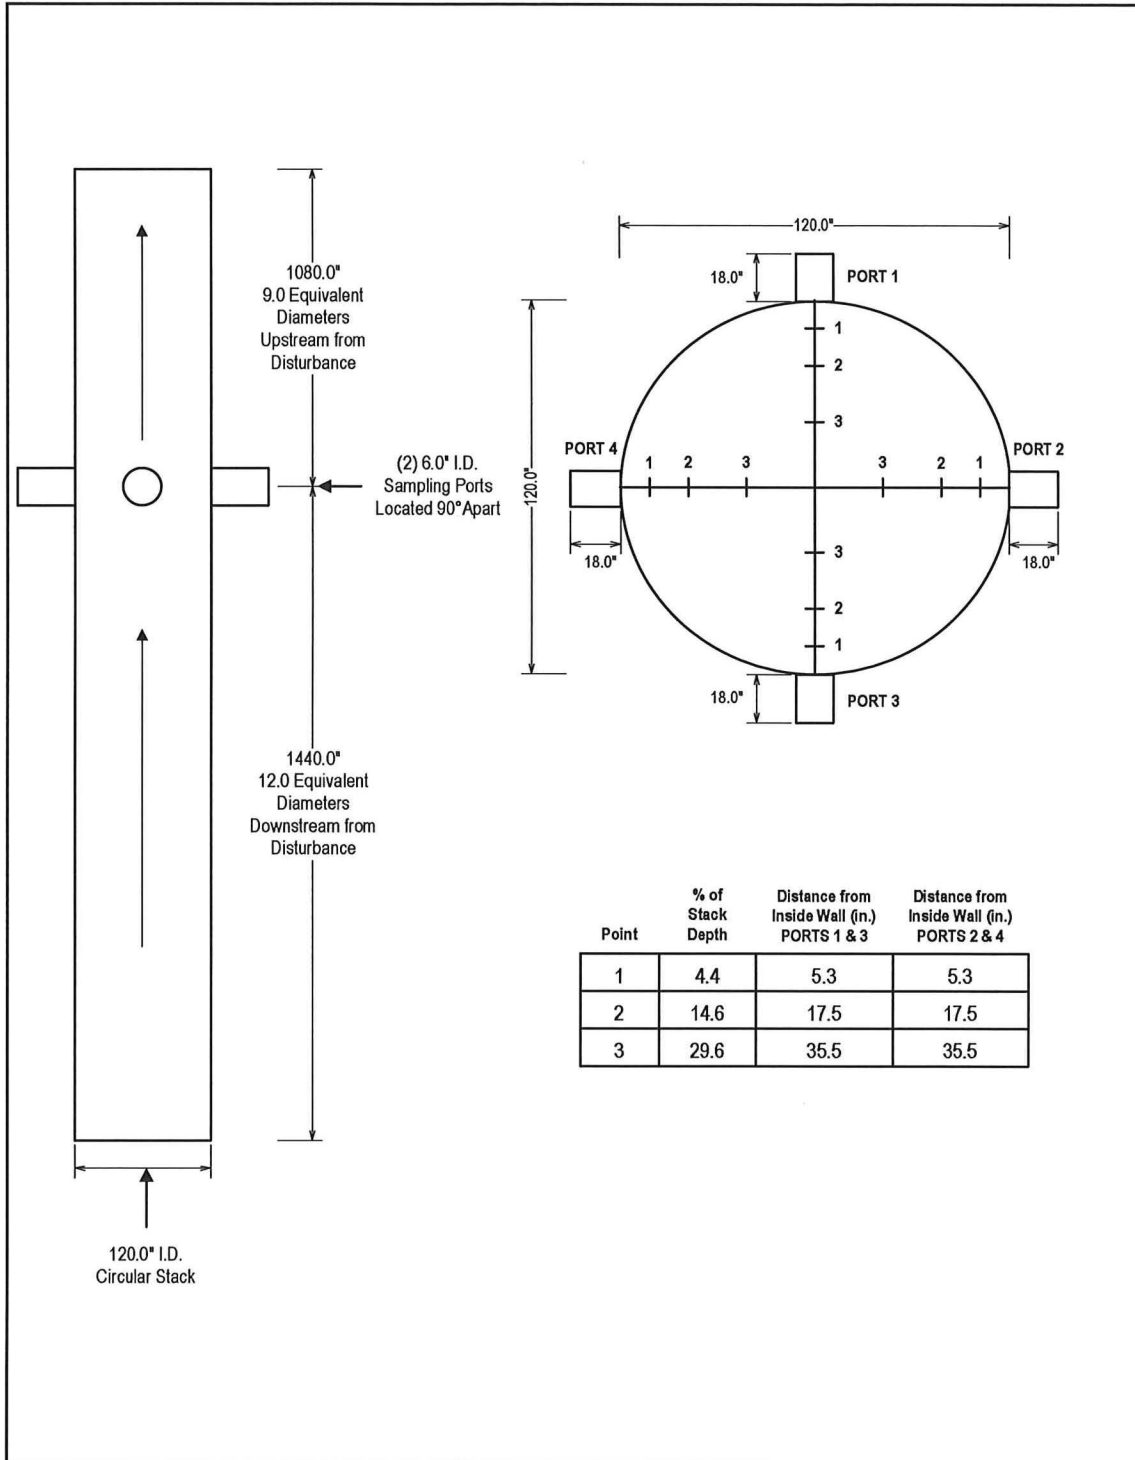 1080.0"
9.0 Equivalent
Diameters
Upstream from
Disturbance
(2) 6.0" I.D.
Sampling Ports
Located 90° Apart
1440.0"
12.0 Equivalent
Diameters
Downstream from
Disturbance
120.0" I.D.
Circular Stack
120.0"
18.0"
PORT 1
1
2
3
PORT 4
1 2 3
3 2 1
PORT 2
120.0"
18.0"
18.0"
3
2
1
18.0"
PORT 3
Point % of Stack Depth Distance from Inside Wall (in.) PORTS 1 & 3 Distance from Inside Wall (in.) PORTS 2 & 4
1 4.4 5.3 5.3
2 14.6 17.5 17.5
3 29.6 35.5 35.5